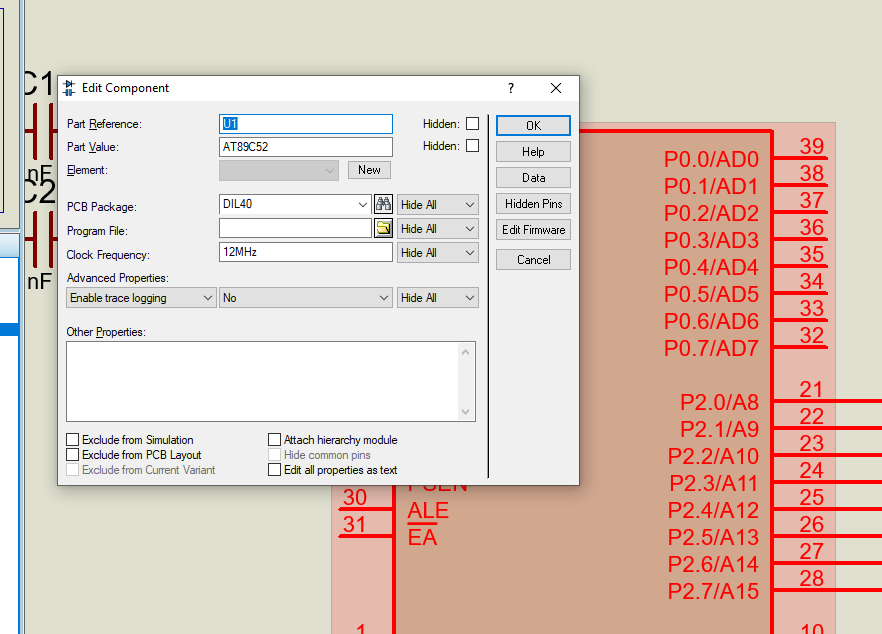 C1
nF
C2
nF
Edit Component
?
Part Reference:
U1
Hidden:
OK
Part Value:
AT89C52
Hidden:
Help
Element:
New
Data
PCB Package:
DIL40
Hide All
Hidden Pins
Program File:
Hide All
Edit Firmware
Clock Frequency:
12MHz
Hide All
Cancel
Advanced Properties:
Enable trace logging
No
Hide All
Other Properties:
Exclude from Simulation
Attach hierarchy module
Exclude from PCB Layout
Hide common pins
Exclude from Current Variant
Edit all properties as text
P0.0/AD0 39
P0.1/AD1 38
P0.2/AD2 37
P0.3/AD3 36
P0.4/AD4 35
P0.5/AD5 34
P0.6/AD6 33
P0.7/AD7 32
P2.0/A8 21
P2.1/A9 22
P2.2/A10 23
P2.3/A11 24
P2.4/A12 25
P2.5/A13 26
P2.6/A14 27
P2.7/A15 28
PSEN
30 ALE
31 EA
1
10